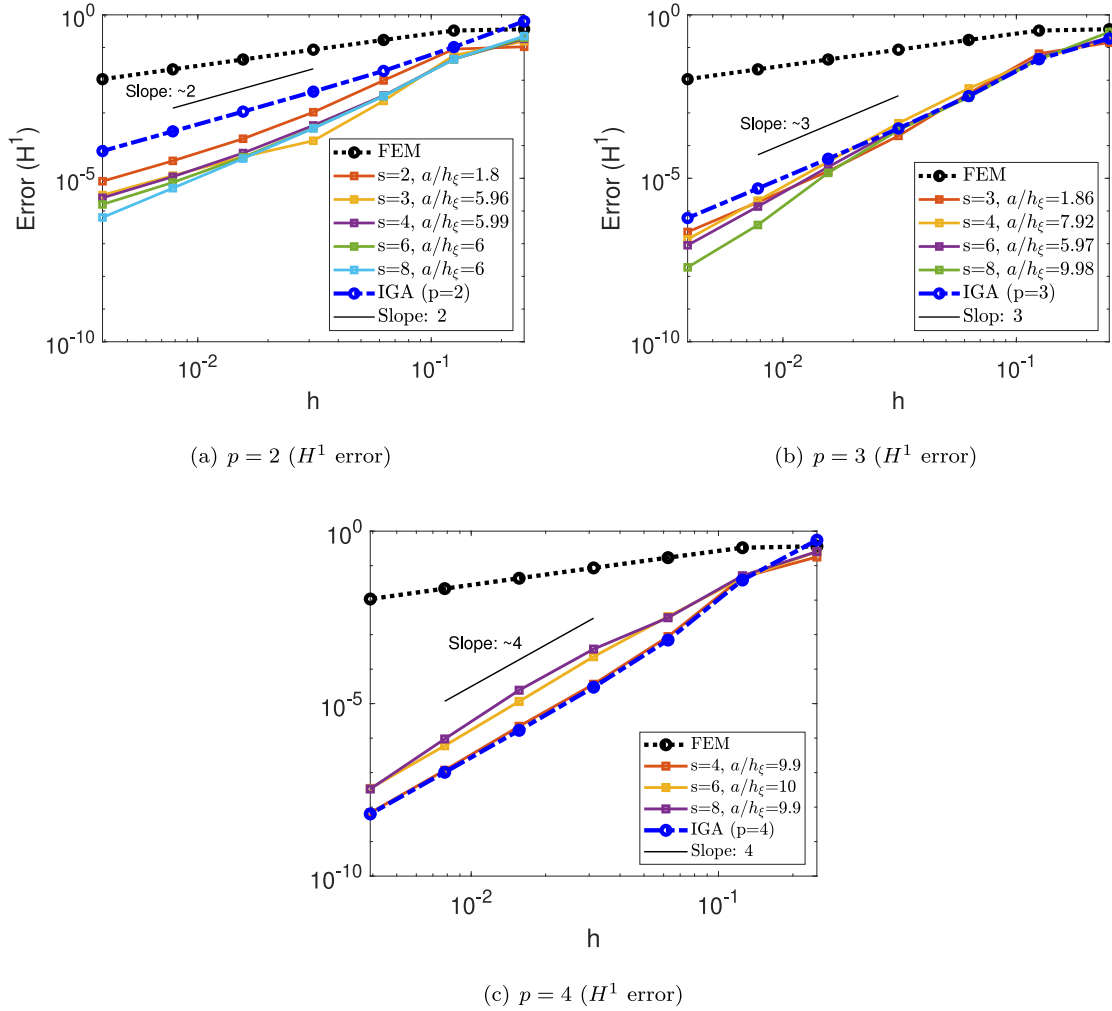 10^0
10^-5
10^-10
Error (H^1)
Slope: ~2
FEM
s=2, a/h_ξ=1.8
s=3, a/h_ξ=5.96
s=4, a/h_ξ=5.99
s=6, a/h_ξ=6
s=8, a/h_ξ=6
IGA (p=2)
Slope: 2
10^-2
10^-1
h
(a) p = 2 (H^1 error)
10^0
10^-5
10^-10
Error (H^1)
Slope: ~3
FEM
s=3, a/h_ξ=1.86
s=4, a/h_ξ=7.92
s=6, a/h_ξ=5.97
s=8, a/h_ξ=9.98
IGA (p=3)
Slop: 3
10^-2
10^-1
h
(b) p = 3 (H^1 error)
10^0
10^-5
10^-10
Error (H^1)
Slope: ~4
FEM
s=4, a/h_ξ=9.9
s=6, a/h_ξ=10
s=8, a/h_ξ=9.9
IGA (p=4)
Slope: 4
10^-2
10^-1
h
(c) p = 4 (H^1 error)